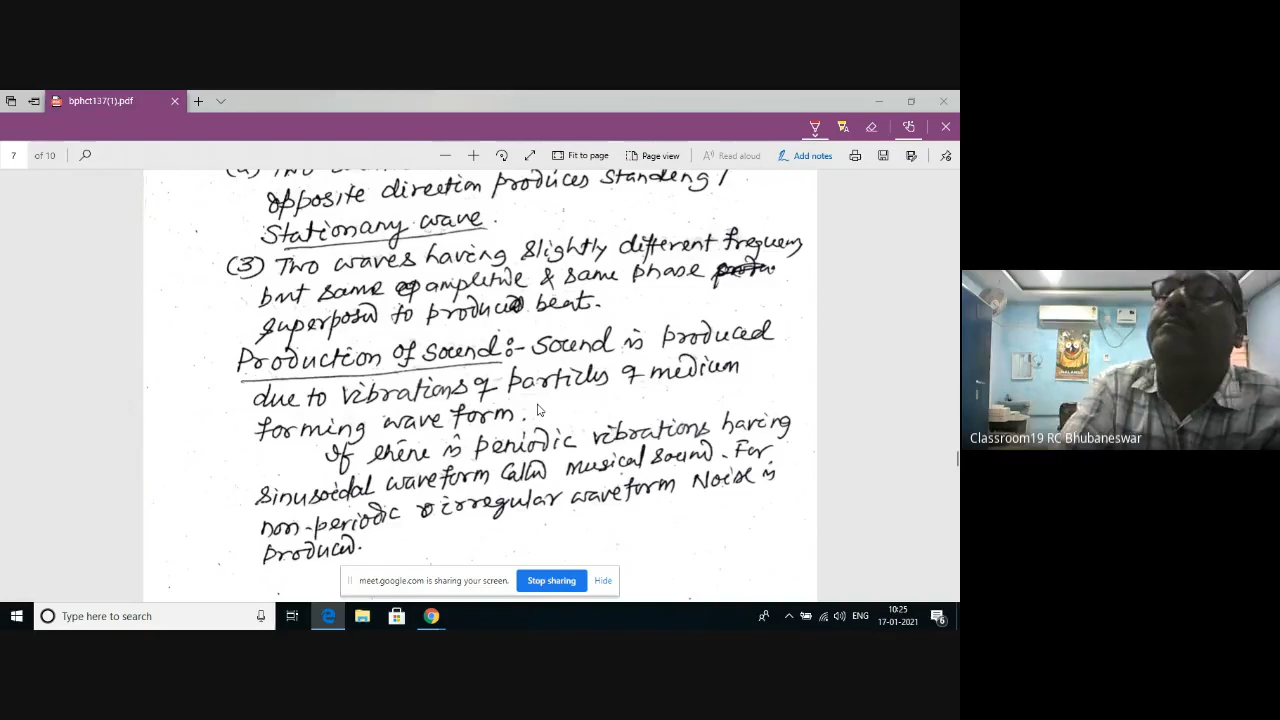 bphct137(1).pdf
7 of 10
Fit to page
Page view
Read aloud
Add notes
opposite direction produces standing /
stationary wave.
(3) Two waves having slightly different frequency
but same amplitude & same phase
superposed to produce beat.
Production of Sound :- Sound is produced
due to vibrations of particles of medium
forming wave form.
If there is periodic vibrations having
sinusoidal waveform called musical sound. For
non-periodic irregular waveform Noise is
produced.
meet.google.com is sharing your screen.
Stop sharing
Hide
Classroom19 RC Bhubaneswar
Type here to search
ENG
10:25
17-01-2021
6